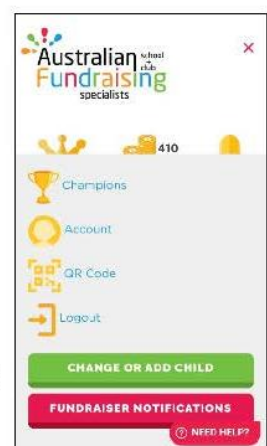 Australian school + club
Fundraising
specialists
410
Champions
Account
QR Code
Logout
CHANGE OR ADD CHILD
FUNDRAISER NOTIFICATIONS
? NEED HELP?